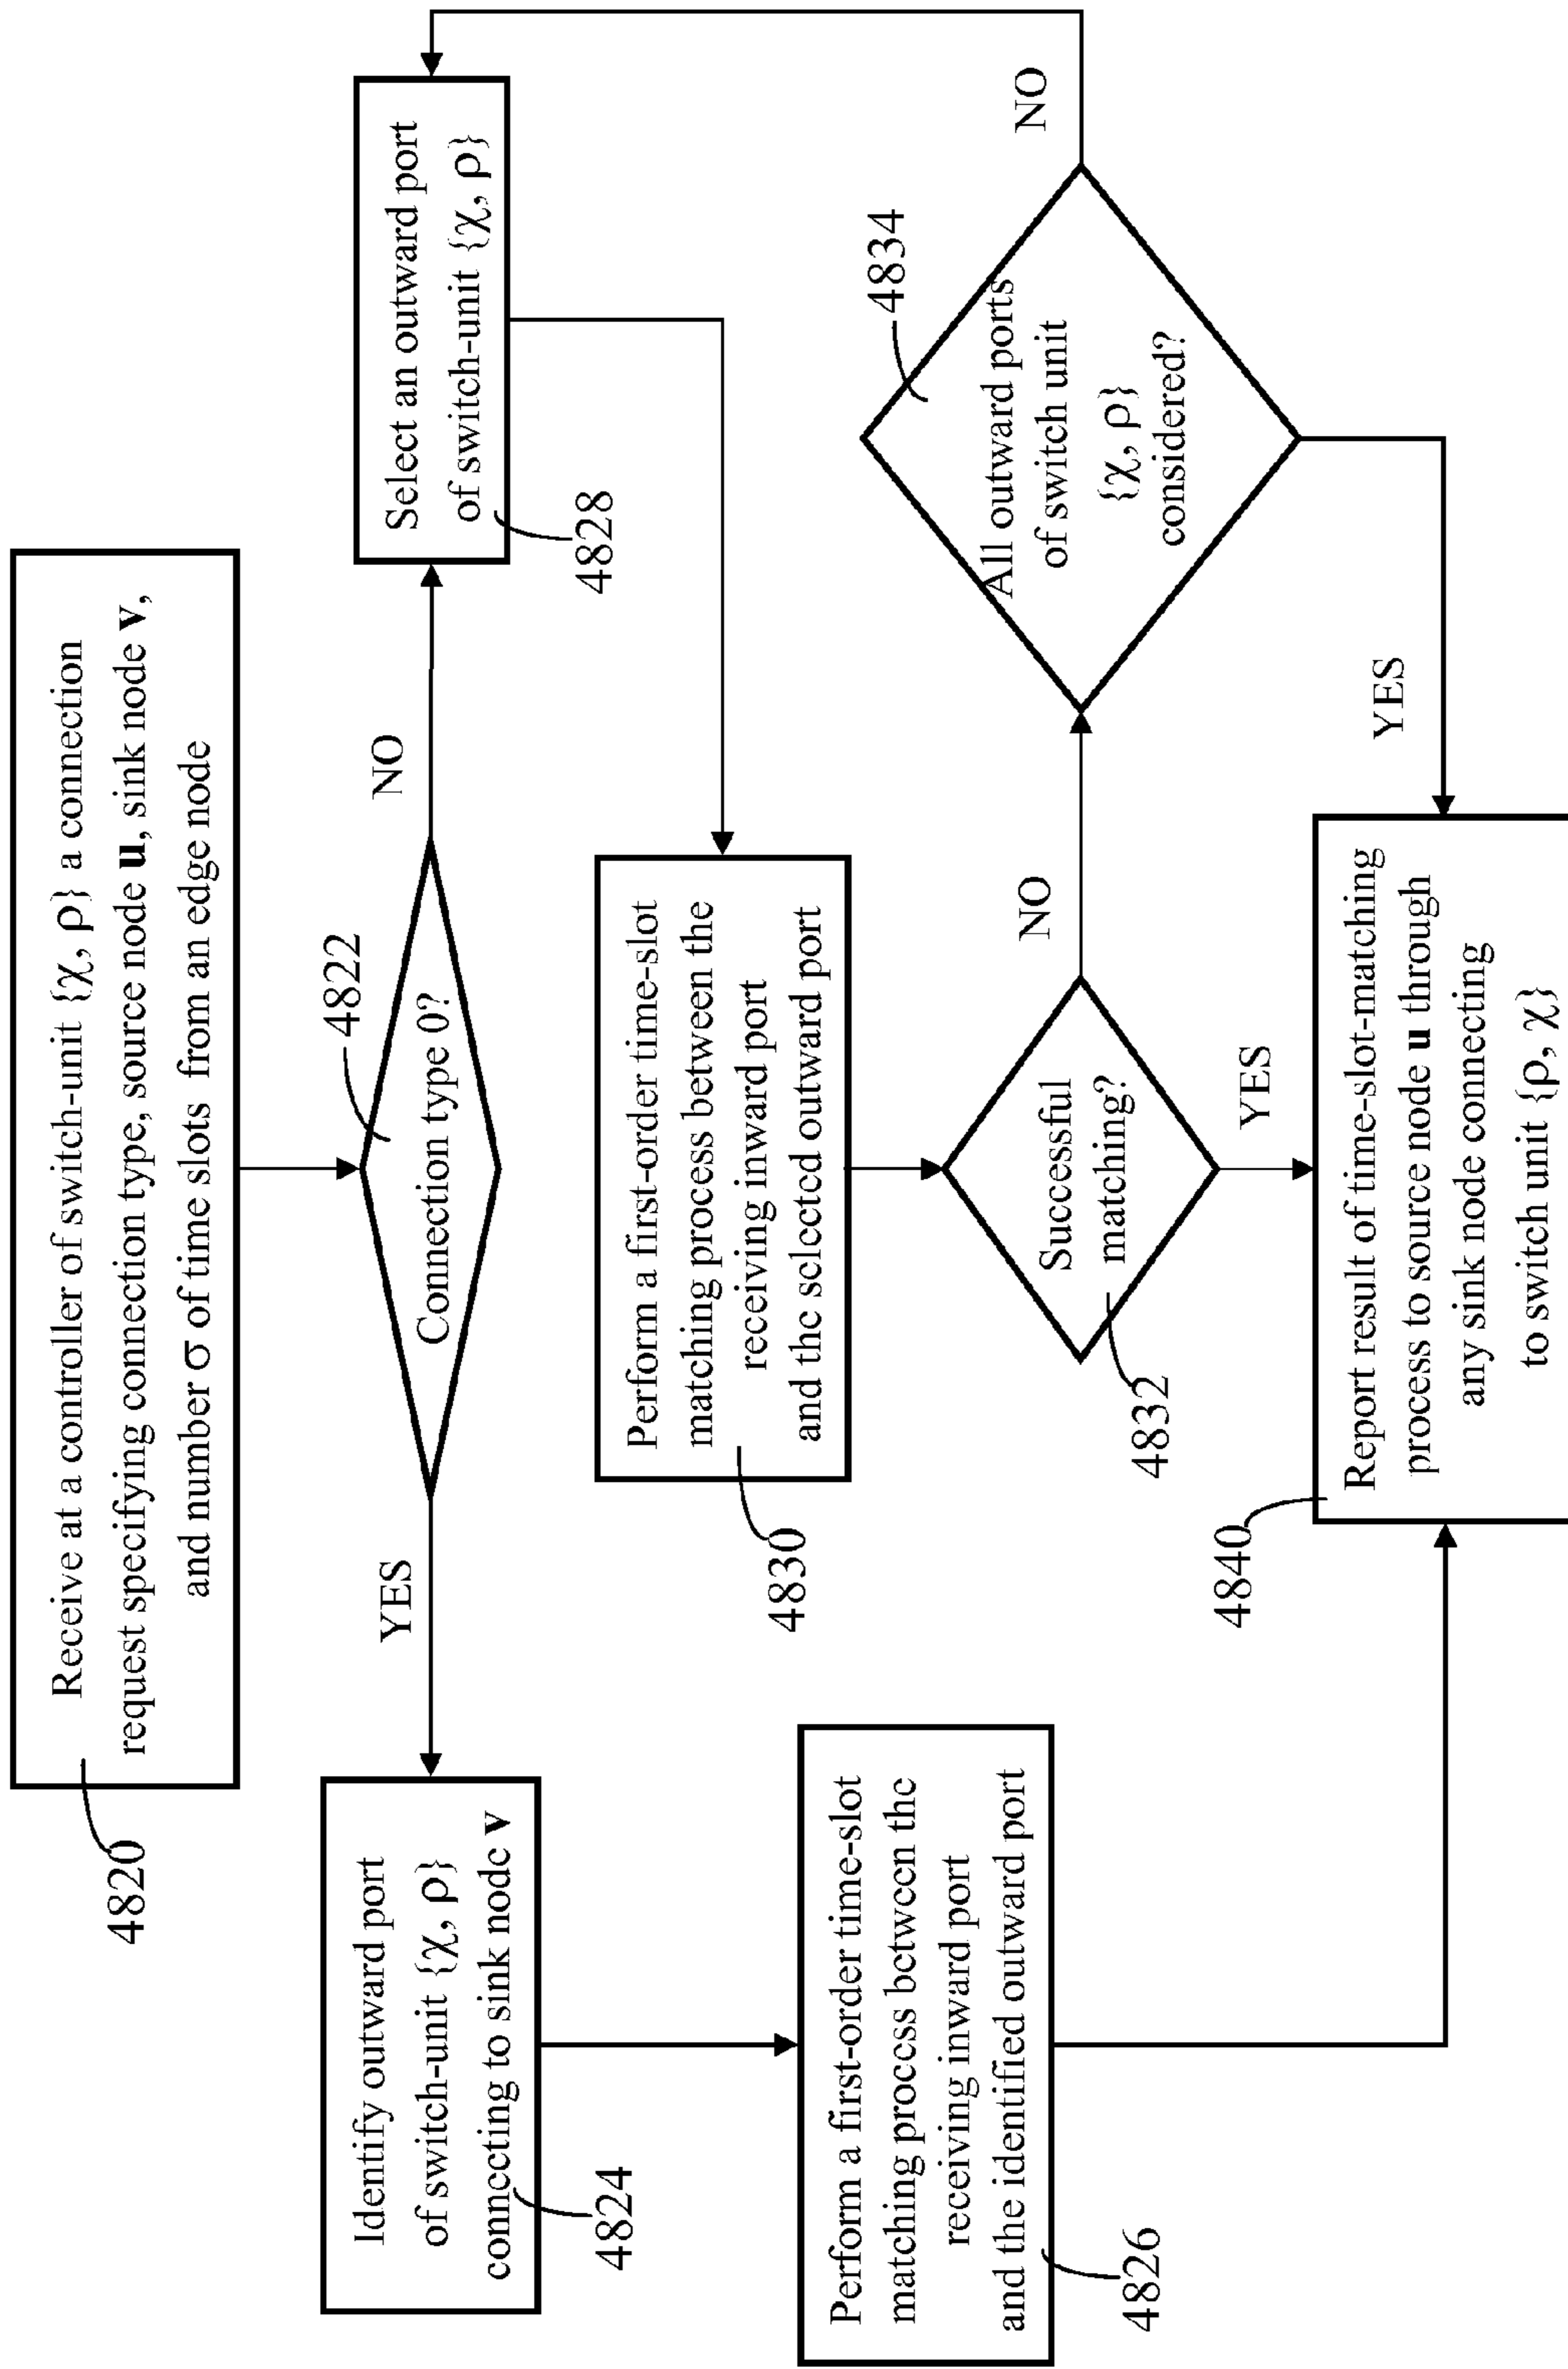 4820
Receive at a controller of switch-unit {χ, ρ} a connection
request specifying connection type, source node u, sink node v,
and number σ of time slots from an edge node
4822
Connection type 0?
YES
NO
Identify outward port
of switch-unit {χ, ρ}
connecting to sink node v
4824
Select an outward port
of switch-unit {χ, ρ}
4828
Perform a first-order time-slot
matching process between the
receiving inward port
and the selected outward port
4830
Perform a first-order time-slot
matching process between the
receiving inward port
and the identified outward port
4826
Successful
matching?
4832
NO
YES
4834
All outward ports
of switch unit
{χ, ρ}
considered?
NO
YES
4840
Report result of time-slot-matching
process to source node u through
any sink node connecting
to switch unit {ρ, χ}